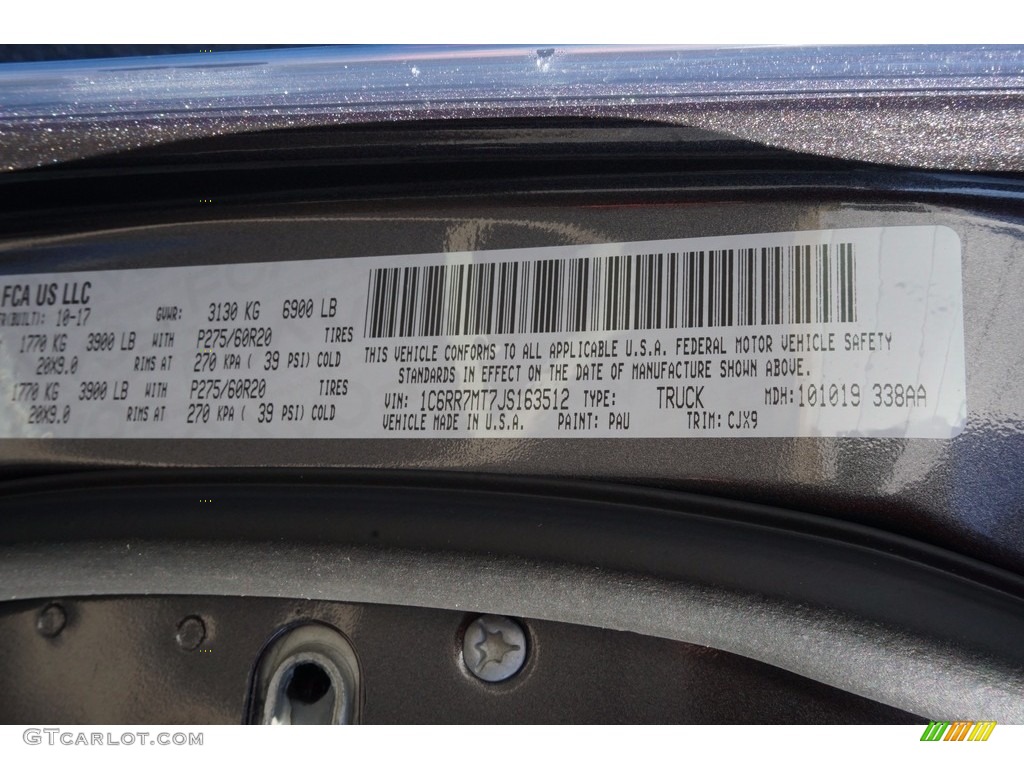 FCA US LLC
(BUILT): 10-17 GVWR: 3130 KG 6900 LB
1770 KG 3900 LB WITH P275/60R20 TIRES
20X9.0 RIMS AT 270 KPA ( 39 PSI) COLD
1770 KG 3900 LB WITH P275/60R20 TIRES
20X9.0 RIMS AT 270 KPA ( 39 PSI) COLD
THIS VEHICLE CONFORMS TO ALL APPLICABLE U.S.A. FEDERAL MOTOR VEHICLE SAFETY
STANDARDS IN EFFECT ON THE DATE OF MANUFACTURE SHOWN ABOVE.
VIN: 1C6RR7MT7JS163512 TYPE: TRUCK MDH: 101019 338AA
VEHICLE MADE IN U.S.A. PAINT: PAU TRIM: CJX9
GTCARLOT.COM